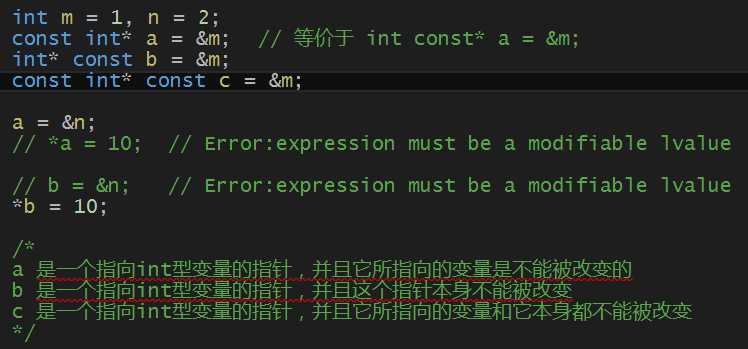 int m = 1, n = 2;
const int* a = &m;  // 等价于 int const* a = &m;
int* const b = &m;
const int* const c = &m;
a = &n;
// *a = 10;  // Error:expression must be a modifiable lvalue
// b = &n;   // Error:expression must be a modifiable lvalue
*b = 10;
/*
a 是一个指向int型变量的指针，并且它所指向的变量是不能被改变的
b 是一个指向int型变量的指针，并且这个指针本身不能被改变
c 是一个指向int型变量的指针，并且它所指向的变量和它本身都不能被改变
*/